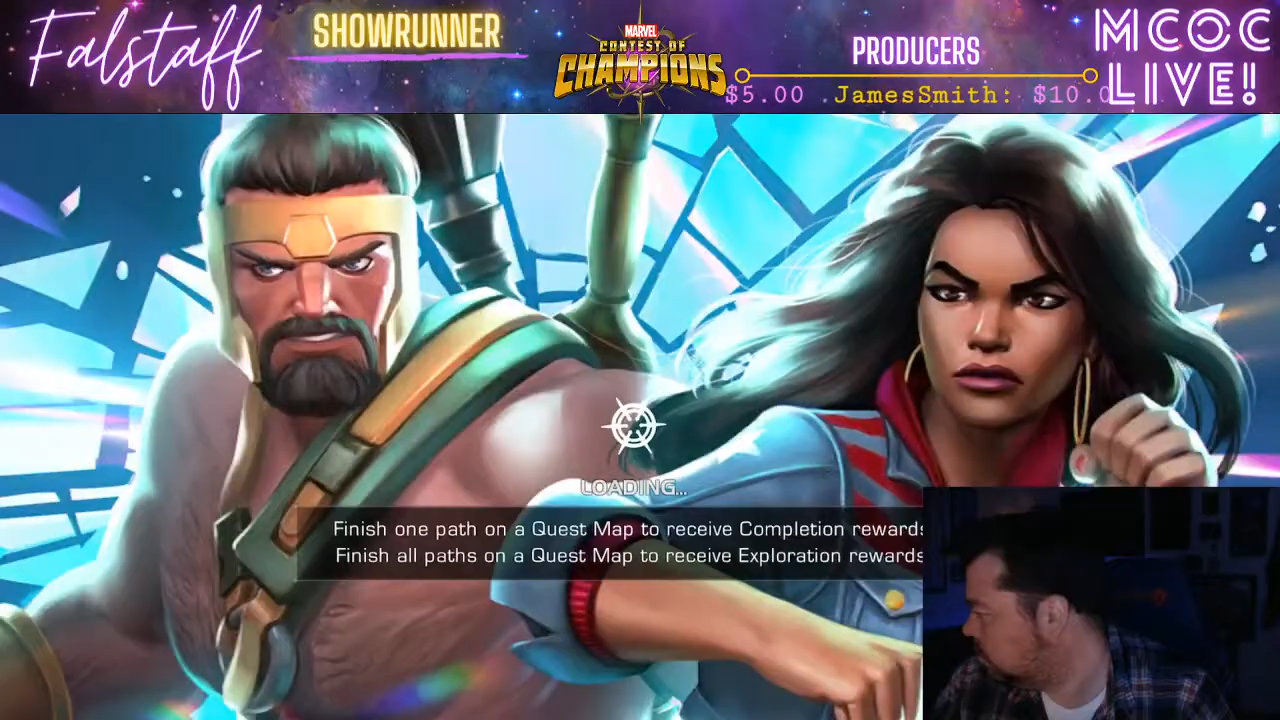 Falstaff
SHOWRUNNER
MARVEL
CONTEST OF
CHAMPIONS
PRODUCERS
$5.00 . JamesSmith: $10.0
MCOC
LIVE!
LOADING...
Finish one path on a Quest Map to receive Completion rewards
Finish all paths on a Quest Map to receive Exploration rewards